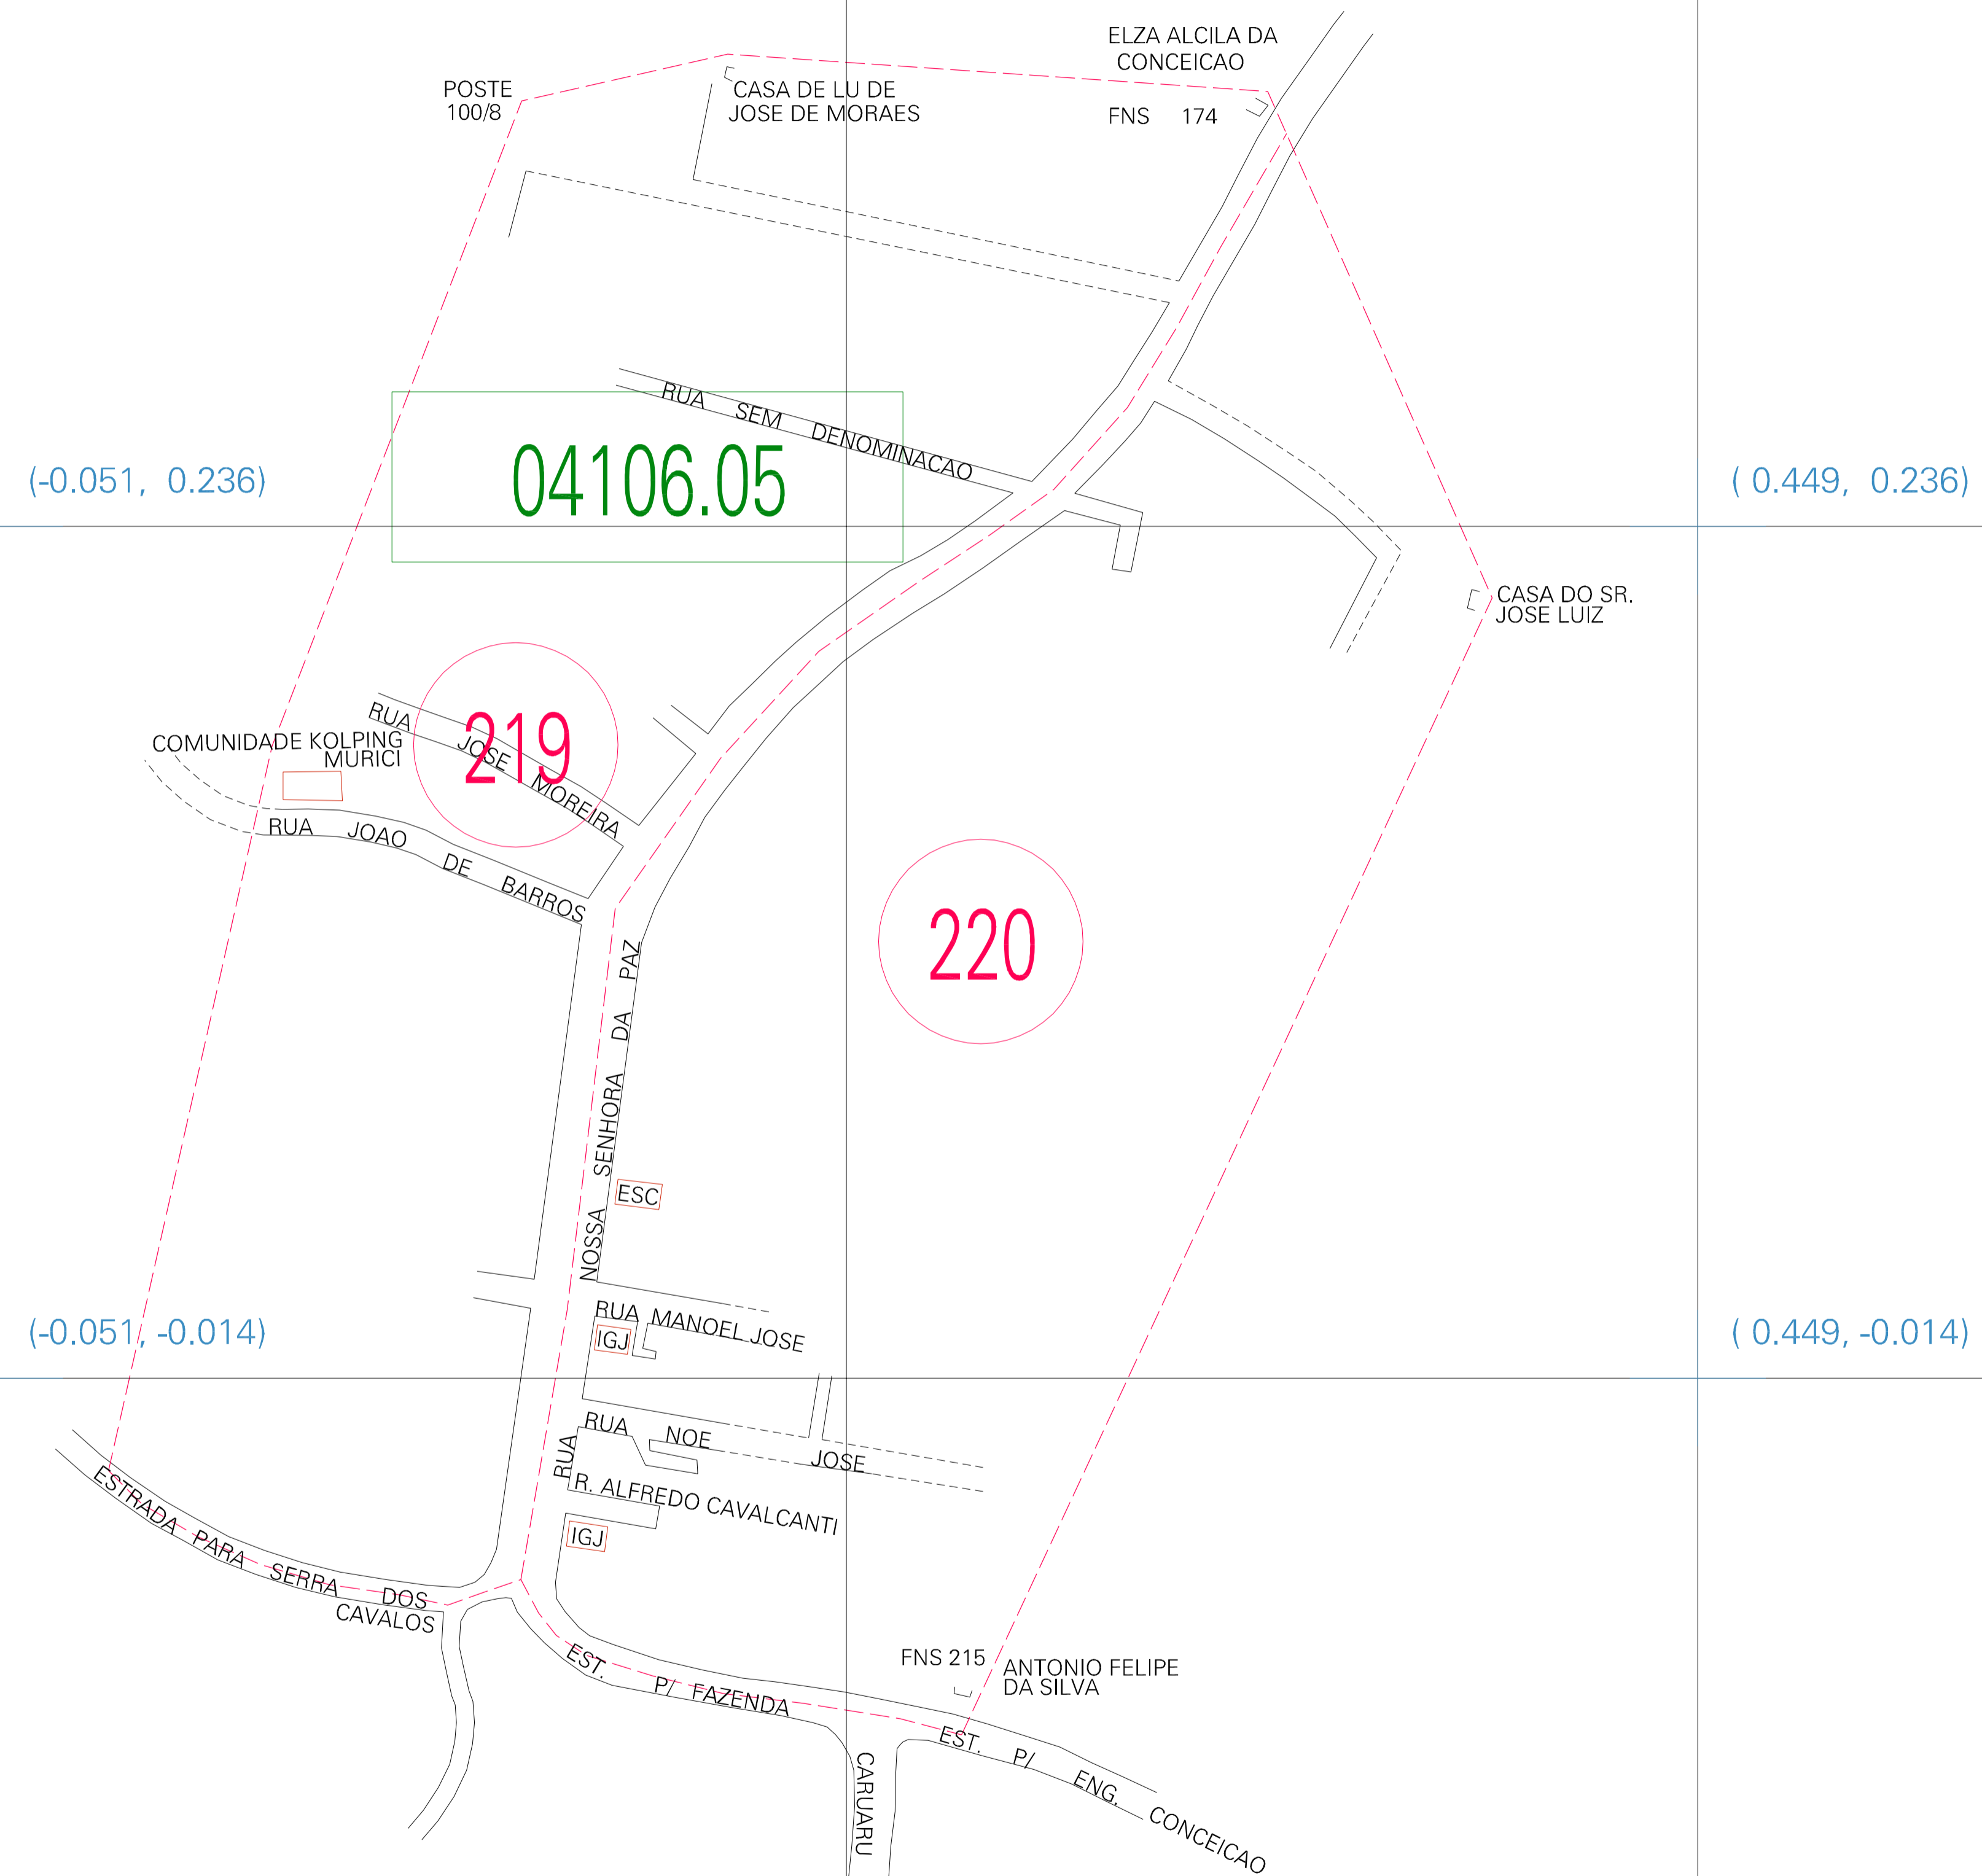 ELZA ALCILA DA
CONCEICAO
POSTE
100/8
CASA DE LU DE
JOSE DE MORAES
FNS 174
RUA SEM DENOMINACAO
04106.05
(-0.051, 0.236)
( 0.449, 0.236)
CASA DO SR.
JOSE LUIZ
RUA JOSE MOREIRA
219
COMUNIDADE KOLPING
MURICI
RUA JOAO DE BARROS
220
RUA NOSSA SENHORA DA PAZ
ESC
RUA MANOEL JOSE
IGJ
(-0.051, -0.014)
( 0.449, -0.014)
RUA NOE JOSE
R. ALFREDO CAVALCANTI
IGJ
ESTRADA PARA SERRA DOS
CAVALOS
EST. P/ FAZENDA
CARUARU
FNS 215
ANTONIO FELIPE
DA SILVA
EST. P/ ENG. CONCEICAO